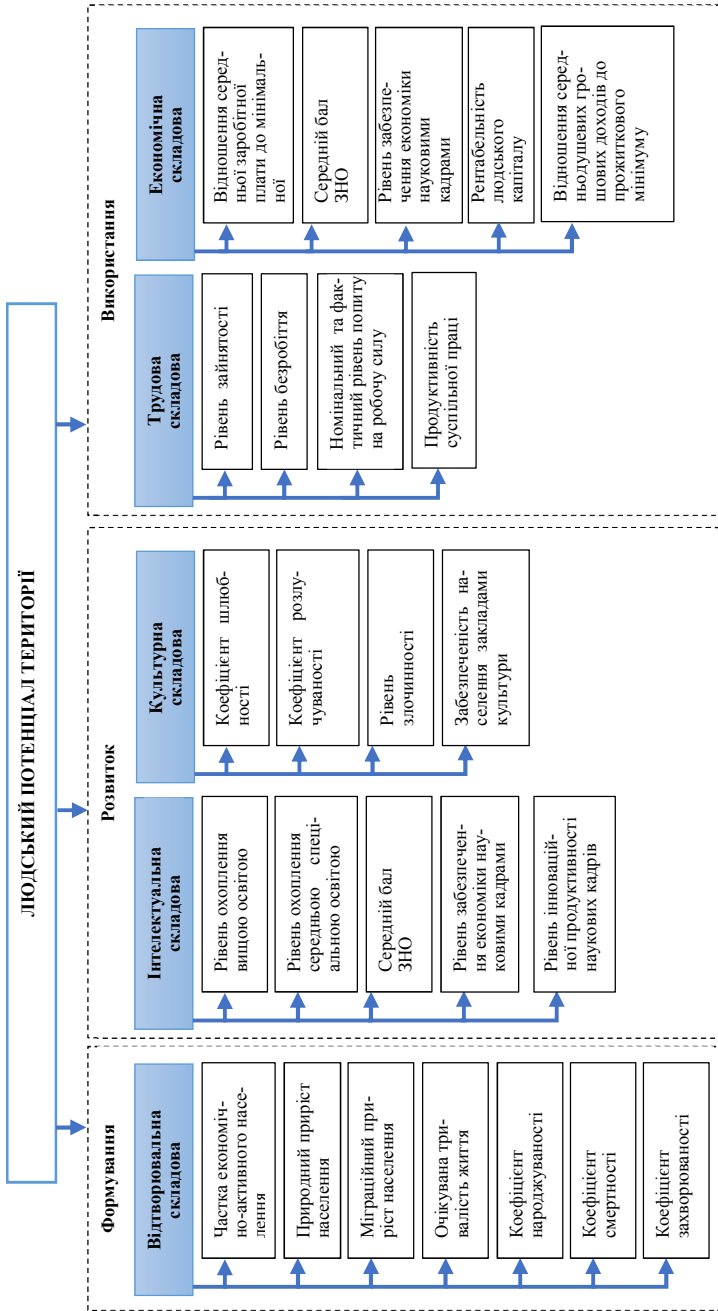 ЛЮДСЬКИЙ ПОТЕНЦІАЛ ТЕРИТОРІЇ
Формування
Відтворювальна
складова
Частка економіч-
но-активного насе-
лення
Природний приріст
населення
Міграційний при-
ріст населення
Очікувана три-
валість життя
Коефіцієнт
народжуваності
Коефіцієнт
смертності
Коефіцієнт
захворюваності
Розвиток
Інтелектуальна
складова
Рівень охоплення
вищою освітою
Рівень охоплення
середньою спеці-
альною освітою
Середній бал
ЗНО
Рівень забезпечен-
ня економіки нау-
ковими кадрами
Рівень інновацій-
ної продуктивності
наукових кадрів
Культурна
складова
Коефіцієнт шлюб-
ності
Коефіцієнт розлу-
чуваності
Рівень
злочинності
Забезпеченість на-
селення закладами
культури
Використання
Трудова
складова
Рівень зайнятості
Рівень безробіття
Номінальний та фак-
тичний рівень попиту
на робочу силу
Продуктивність
суспільної праці
Економічна
складова
Відношення серед-
ньої заробітної
плати до мінімаль-
ної
Середній бал
ЗНО
Рівень забезпе-
чення економіки
науковими
кадрами
Рентабельність
людського
капіталу
Відношення серед-
ньодушевих гро-
шових доходів до
прожиткового
мінімуму